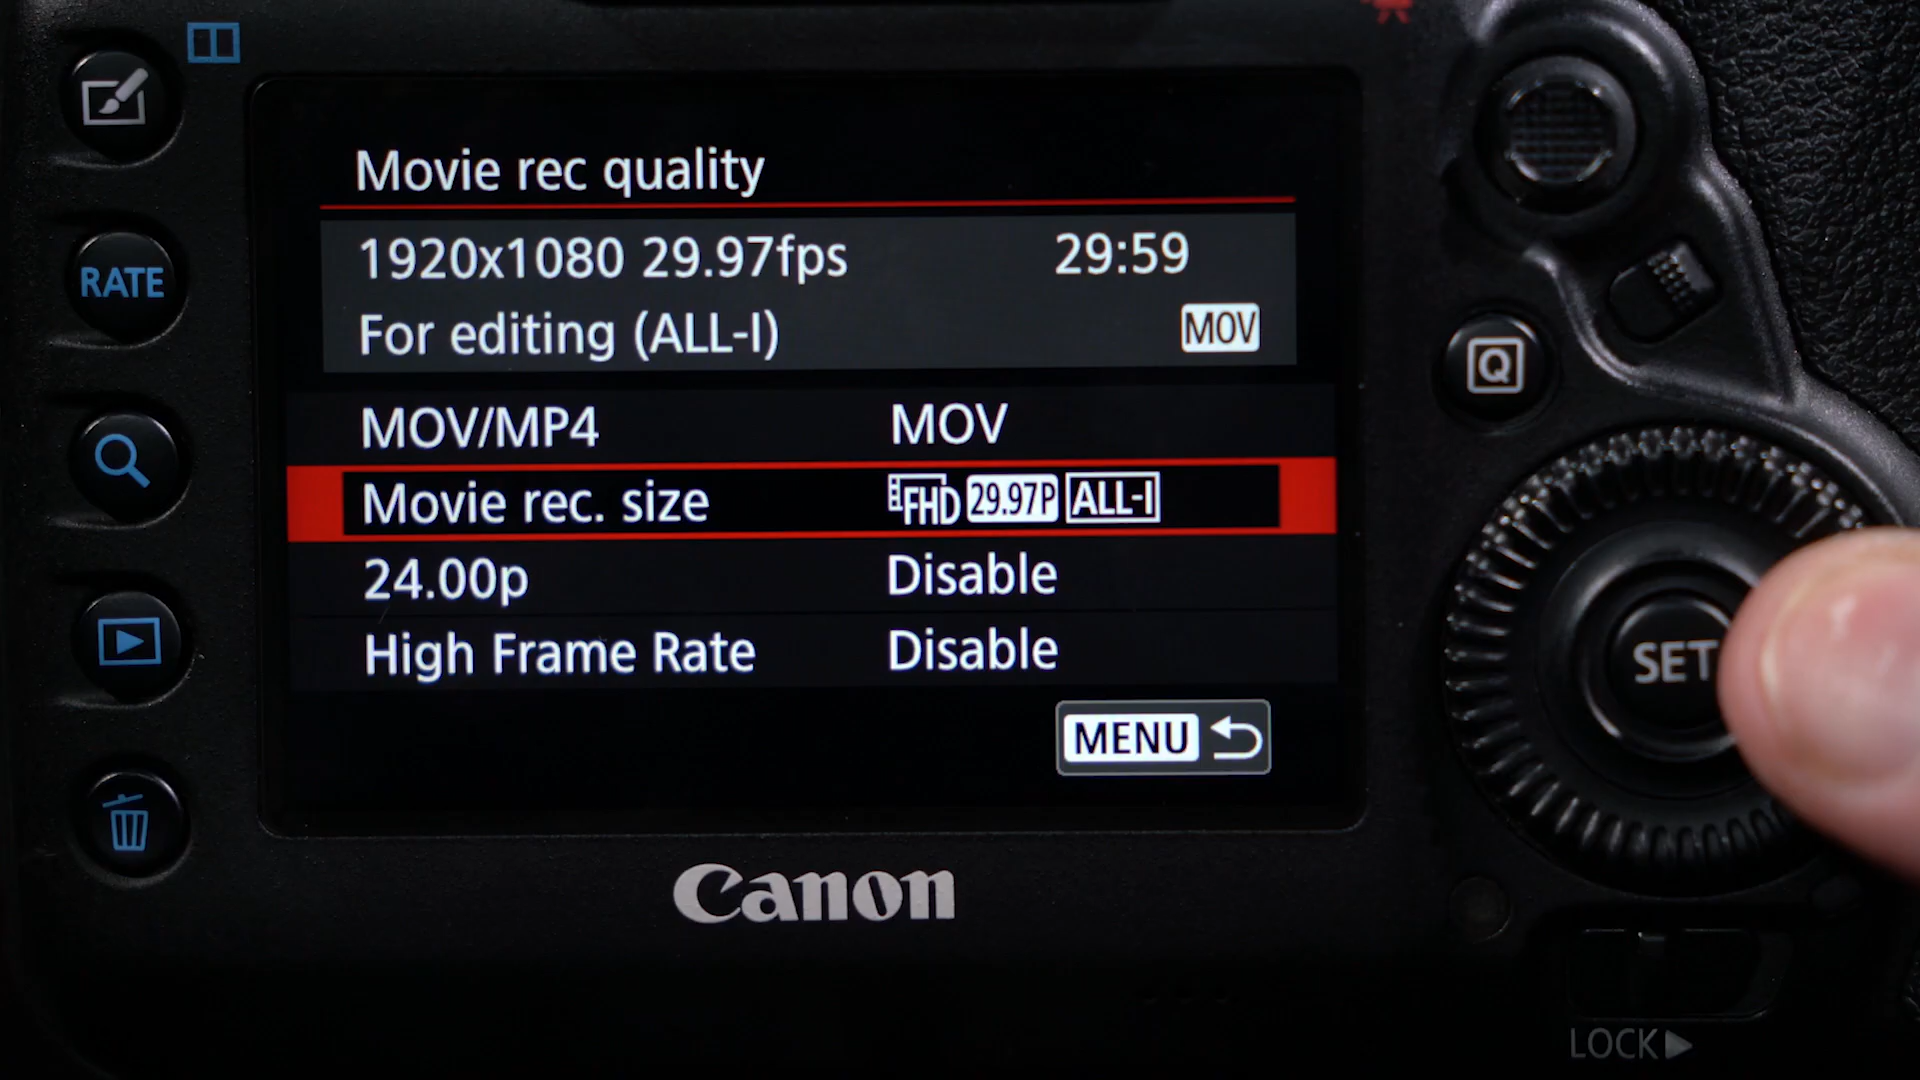 Movie rec quality
1920x1080 29.97fps 29:59
For editing (ALL-I) MOV
MOV/MP4 MOV
Movie rec. size FHD 29.97P ALL-I
24.00p Disable
High Frame Rate Disable
MENU
RATE
Q
SET
Canon
LOCK